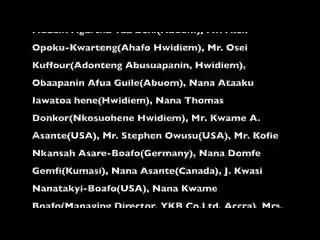 Opoku-Kwarteng(Ahafo Hwidiem), Mr. Osei
Kuffour(Adonteng Abusuapanin, Hwidiem),
Obaapanin Afua Guile(Abuom), Nana Ataaku
Iawatoa hene(Hwidiem), Nana Thomas
Donkor(Nkosuohene Hwidiem), Mr. Kwame A.
Asante(USA), Mr. Stephen Owusu(USA), Mr. Kofie
Nkansah Asare-Boafo(Germany), Nana Domfe
Gemfi(Kumasi), Nana Asante(Canada), J. Kwasi
Nanatakyi-Boafo(USA), Nana Kwame
Boafo(Managing Director, YKB Co.Ltd, Accra), Mrs.